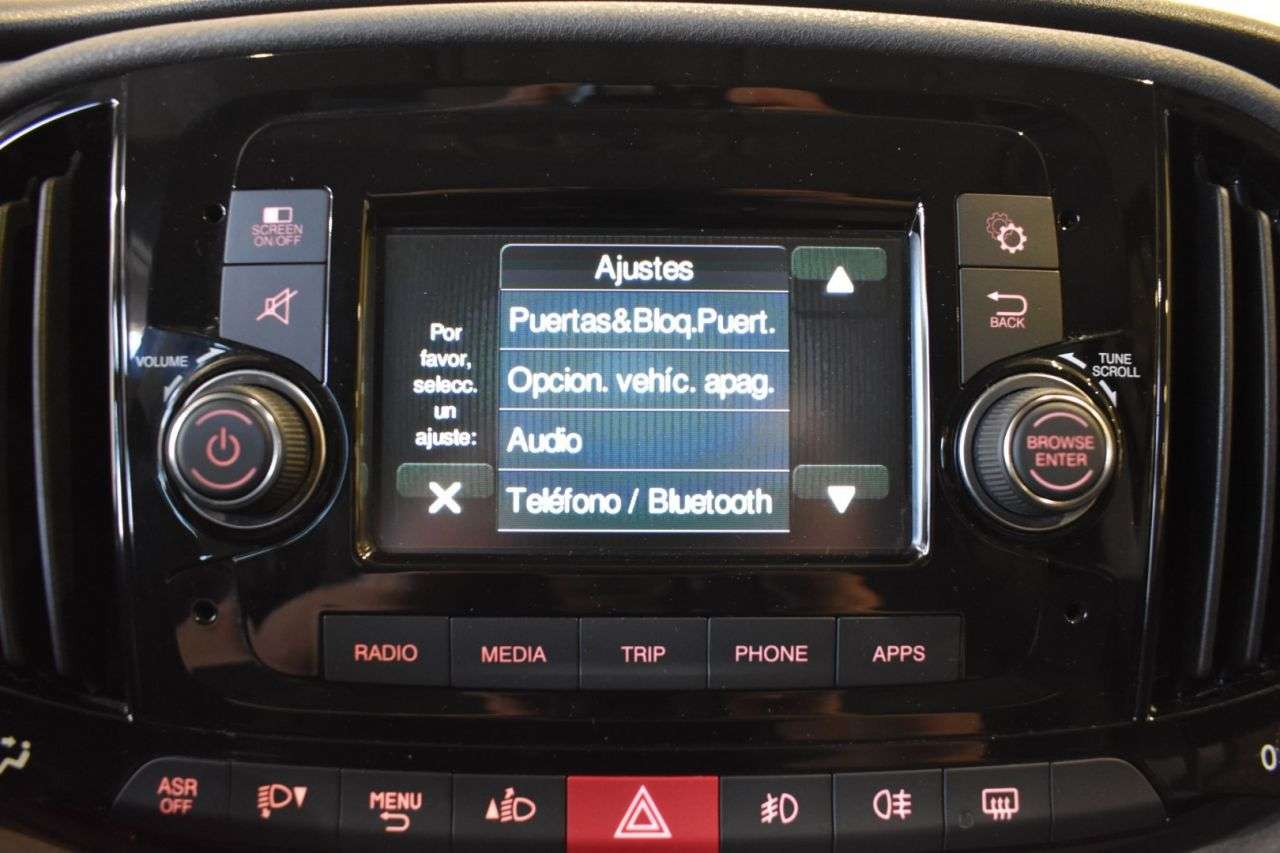 SCREEN
ON/OFF
VOLUME
Ajustes
Por
favor,
selecc.
un
ajuste:
Puertas&Bloq.Puert.
Opcion. vehíc. apag.
Audio
Teléfono / Bluetooth
BACK
TUNE
SCROLL
BROWSE
ENTER
RADIO
MEDIA
TRIP
PHONE
APPS
ASR
OFF
MENU